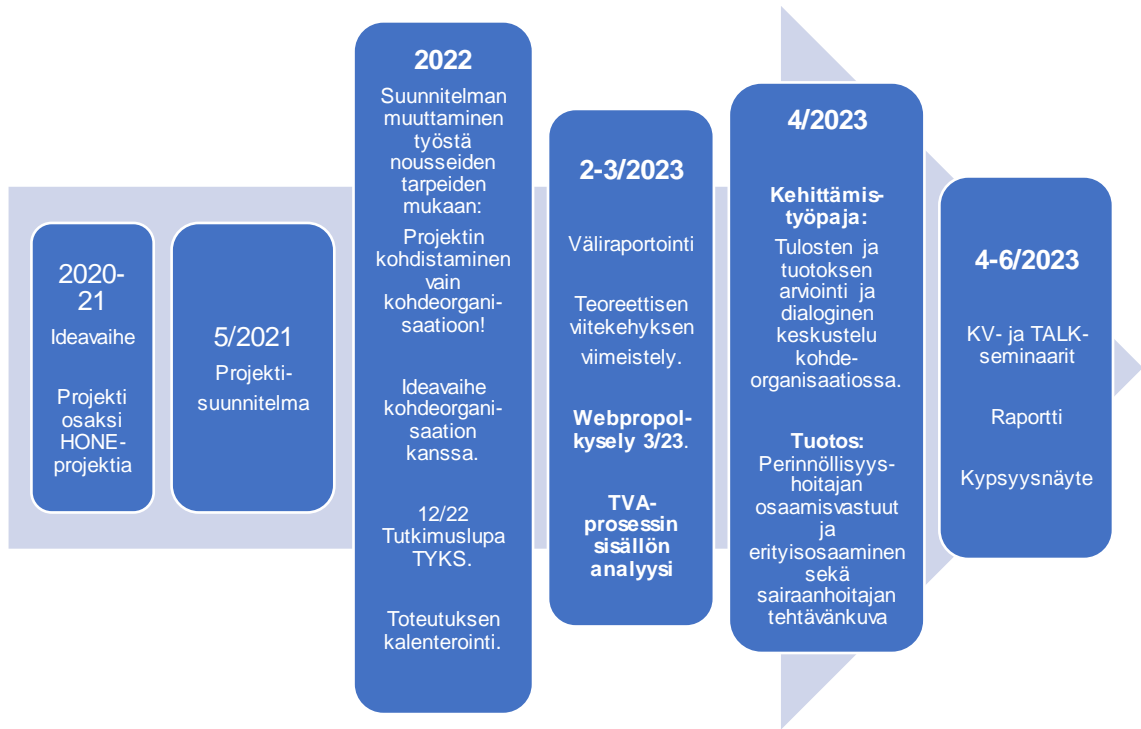 2020-
21
Ideavaihe
Projekti
osaksi
HONE-
projektia
5/2021
Projekti-
suunnitelma
2022
Suunnitelman
muuttaminen
työstä
nousseiden
tarpeiden
mukaan:
Projektin
kohdistaminen
vain
kohdeorgani-
saatioon!
Ideavaihe
kohdeorgani-
saation
kanssa.
12/22
Tutkimuslupa
TYKS.
Toteutuksen
kalenterointi.
2-3/2023
Väliraportointi
Teoreettisen
viitekehyksen
viimeistely.
Webpropol-
kysely 3/23.
TVA-
prosessin
sisällön
analyysi
4/2023
Kehittämis-
työpaja:
Tulosten ja
tuotoksen
arviointi ja
dialoginen
keskustelu
kohde-
organisaatiossa.
Tuotos:
Perinnöllisyys-
hoitajan
osaamisvastuut
ja
erityisosaaminen
sekä
sairaanhoitajan
tehtävänkuva
4-6/2023
KV- ja TALK-
seminaarit
Raportti
Kypsyysnäyte